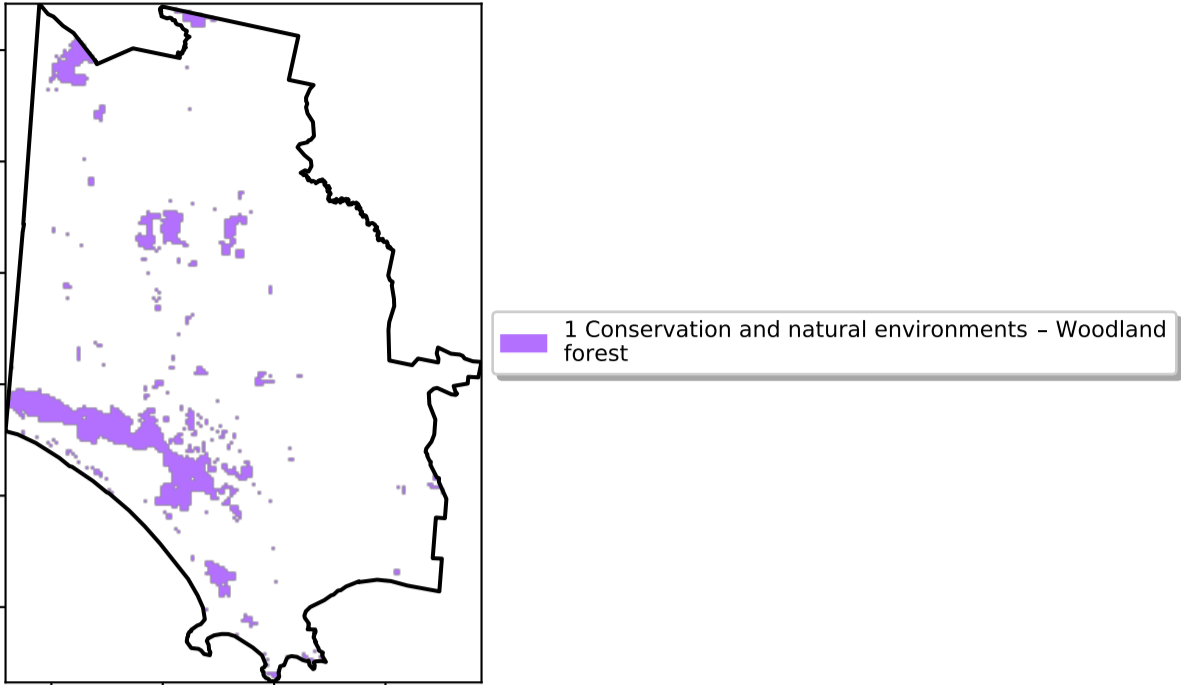 1 Conservation and natural environments – Woodland
forest